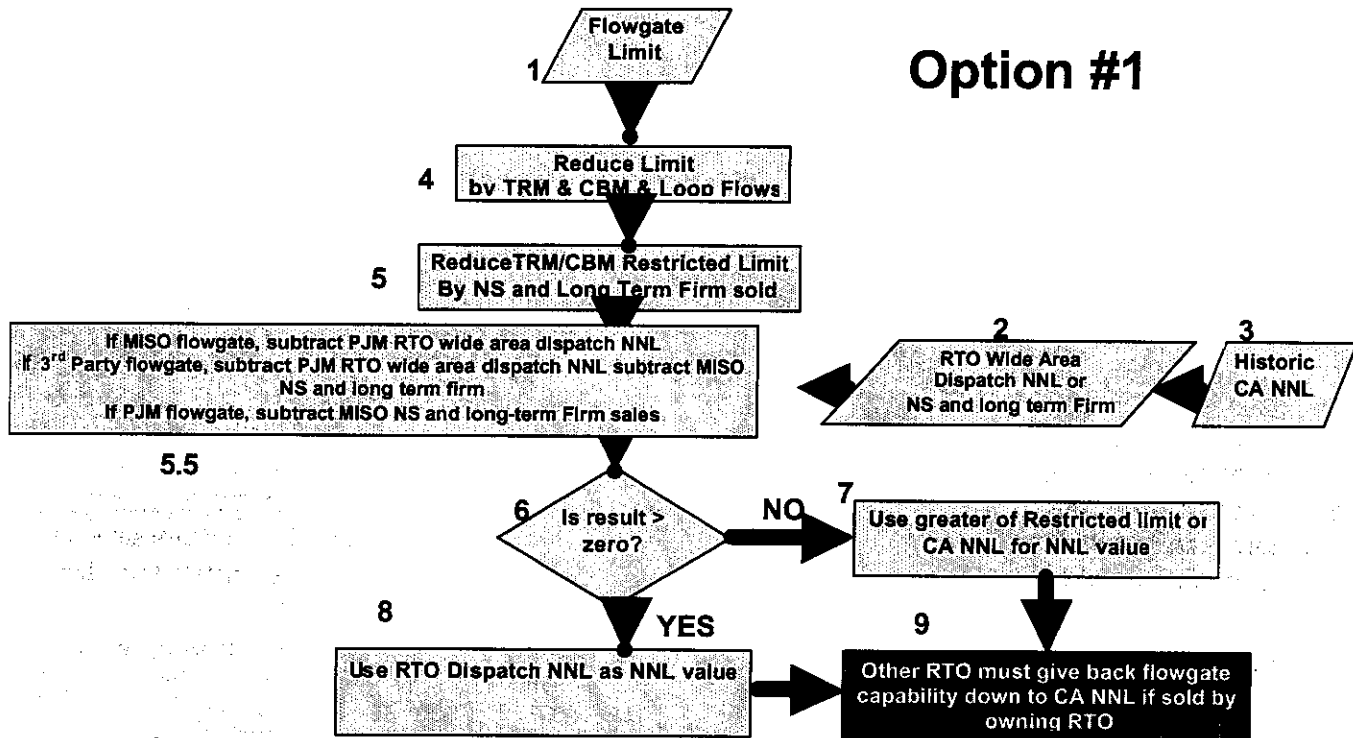 Flowgate
Limit
1
Option #1
Reduce Limit
by TRM & CBM & Loop Flows
4
ReduceTRM/CBM Restricted Limit
By NS and Long Term Firm sold
5
If MISO flowgate, subtract PJM RTO wide area dispatch NNL
If 3rd Party flowgate, subtract PJM RTO wide area dispatch NNL subtract MISO
NS and long term firm
If PJM flowgate, subtract MISO NS and long-term Firm sales
5.5
2
RTO Wide Area
Dispatch NNL or
NS and long term Firm
3
Historic
CA NNL
6
Is result >
zero?
NO
7
Use greater of Restricted limit or
CA NNL for NNL value
8
YES
Use RTO Dispatch NNL as NNL value
9
Other RTO must give back flowgate
capability down to CA NNL if sold by
owning RTO